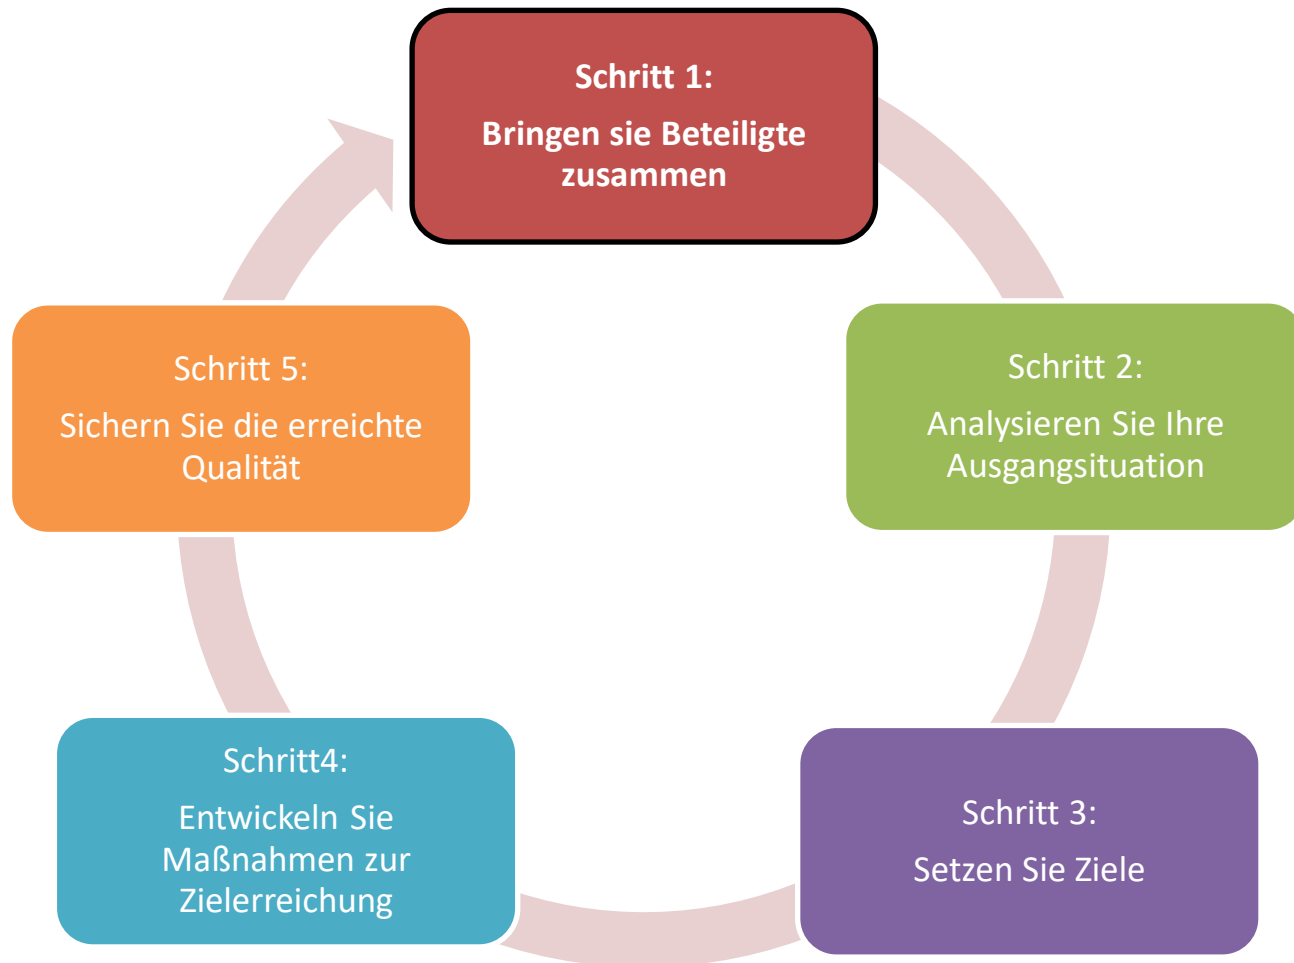 Schritt 1:
Bringen sie Beteiligte
zusammen
Schritt 2:
Analysieren Sie Ihre
Ausgangsituation
Schritt 3:
Setzen Sie Ziele
Schritt4:
Entwickeln Sie
Maßnahmen zur
Zielerreichung
Schritt 5:
Sichern Sie die erreichte
Qualität